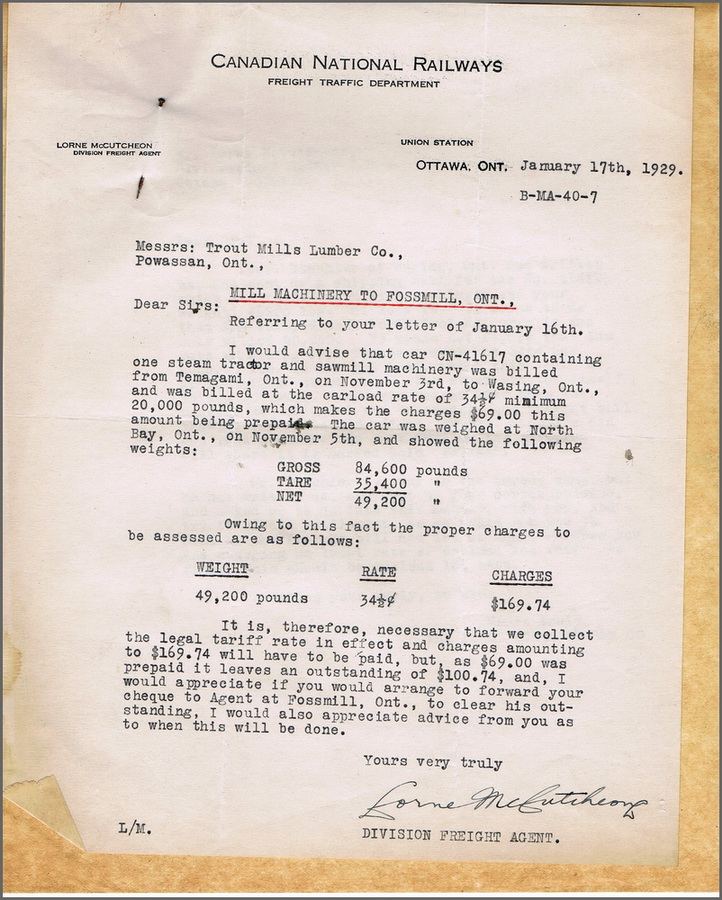 CANADIAN NATIONAL RAILWAYS
FREIGHT TRAFFIC DEPARTMENT
LORNE McCUTCHEON
DIVISION FREIGHT AGENT
UNION STATION
OTTAWA, ONT. January 17th, 1929.
B-MA-40-7
Messrs: Trout Mills Lumber Co.,
Powassan, Ont.,
MILL MACHINERY TO FOSSMILL, ONT.,
Dear Sirs:
Referring to your letter of January 16th.
I would advise that car CN-41617 containing
one steam tractor and sawmill machinery was billed
from Temagami, Ont., on November 3rd, to Wasing, Ont.,
and was billed at the carload rate of 34½¢ minimum
20,000 pounds, which makes the charges $69.00 this
amount being prepaid. The car was weighed at North
Bay, Ont., on November 5th, and showed the following
weights:
GROSS 84,600 pounds
TARE 35,400 "
NET 49,200 "
Owing to this fact the proper charges to
be assessed are as follows:
WEIGHT RATE CHARGES
49,200 pounds 34½¢ $169.74
It is, therefore, necessary that we collect
the legal tariff rate in effect and charges amounting
to $169.74 will have to be paid, but, as $69.00 was
prepaid it leaves an outstanding of $100.74, and, I
would appreciate if you would arrange to forward your
cheque to Agent at Fossmill, Ont., to clear his out-
standing, I would also appreciate advice from you as
to when this will be done.
Yours very truly
Lorne McCutcheon
L/M.
DIVISION FREIGHT AGENT.